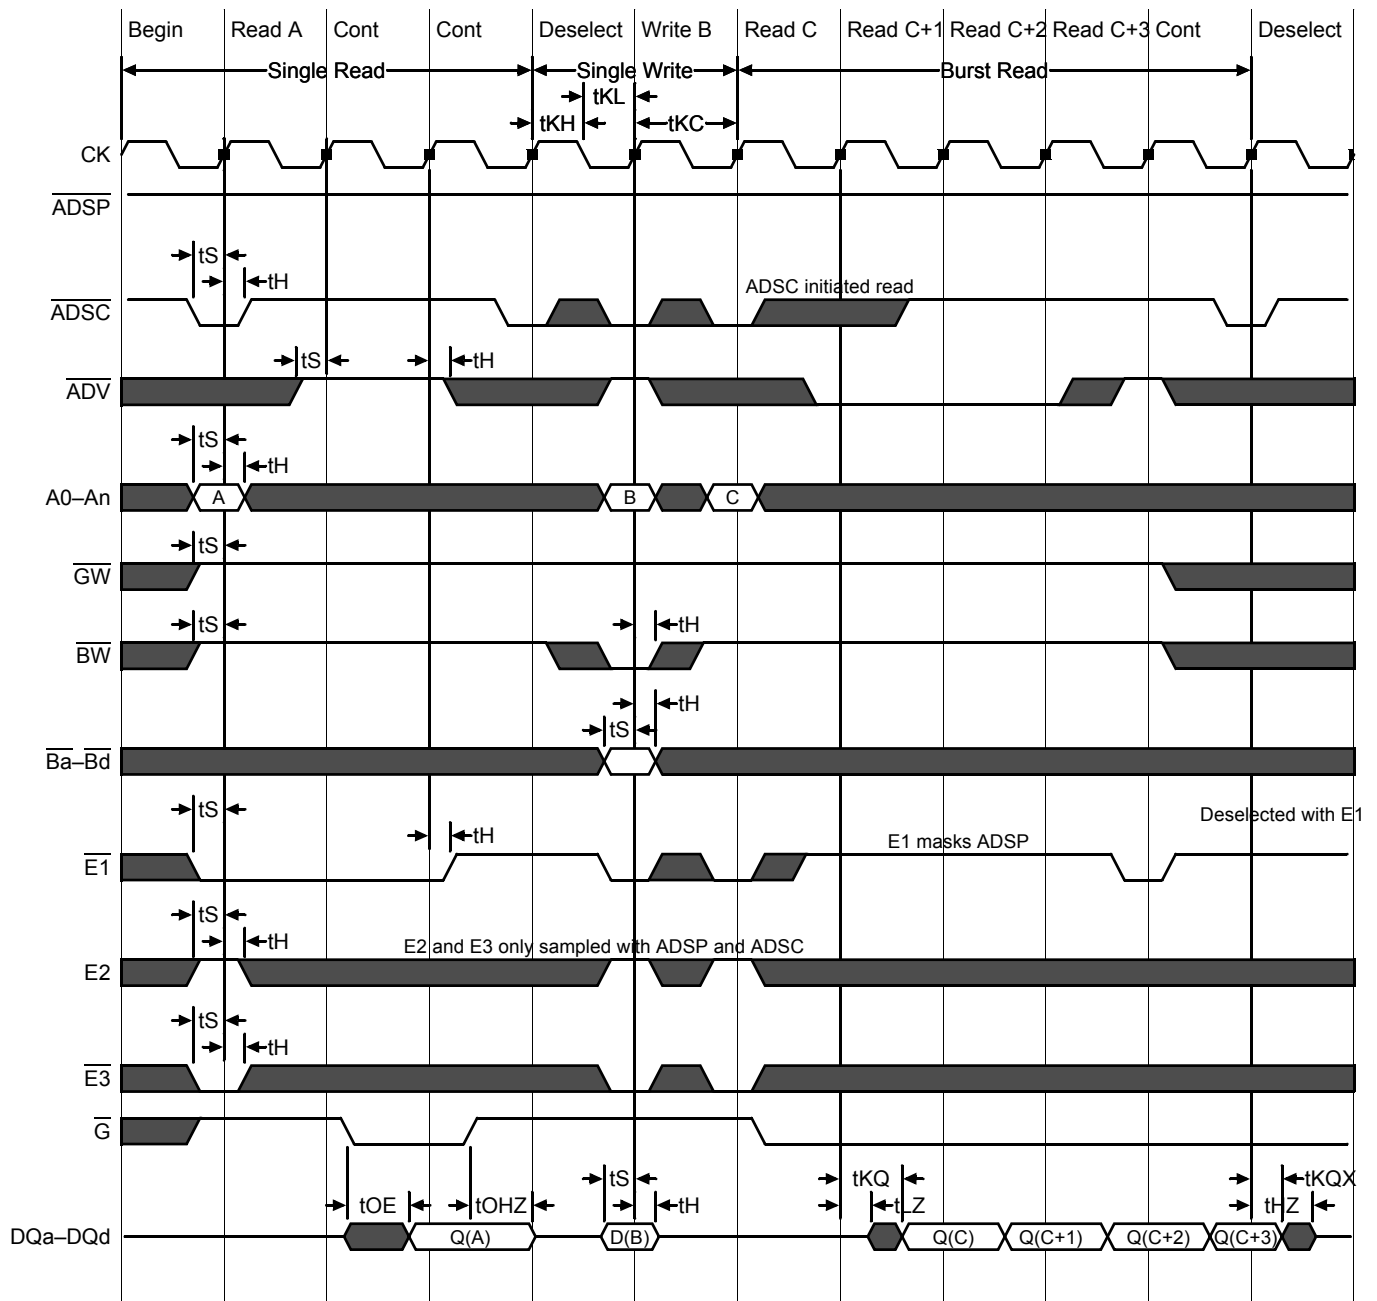 Begin Read A Cont Cont Deselect Write B Read C Read C+1 Read C+2 Read C+3 Cont Deselect
Single Read Single Write Burst Read
tKL
tKH tKC
CK
ADSP
tS
tH
ADSC initiated read
ADSC
tS tH
ADV
tS
tH
A0–An A B C
tS
GW
tS tH
BW
tH
tS
Ba–Bd
tS Deselected with E1
tH E1 masks ADSP
E1
tS
tH E2 and E3 only sampled with ADSP and ADSC
E2
tS
tH
E3
G
tS tKQ tKQX
tOE tOHZ tH tLZ tHZ
DQa–DQd Q(A) D(B) Q(C) Q(C+1) Q(C+2) Q(C+3)